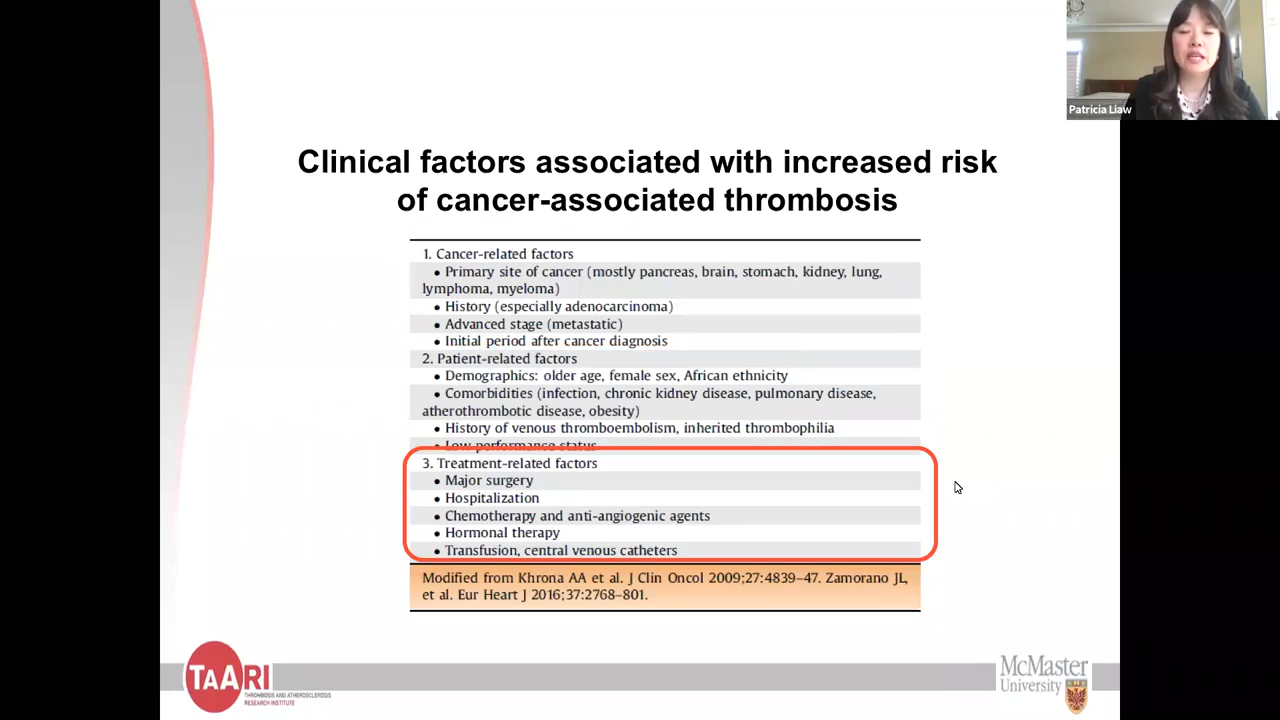 Patricia Liaw
Clinical factors associated with increased risk
of cancer-associated thrombosis
1. Cancer-related factors
• Primary site of cancer (mostly pancreas, brain, stomach, kidney, lung,
lymphoma, myeloma)
• History (especially adenocarcinoma)
• Advanced stage (metastatic)
• Initial period after cancer diagnosis
2. Patient-related factors
• Demographics: older age, female sex, African ethnicity
• Comorbidities (infection, chronic kidney disease, pulmonary disease,
atherothrombotic disease, obesity)
• History of venous thromboembolism, inherited thrombophilia
• Low performance status
3. Treatment-related factors
• Major surgery
• Hospitalization
• Chemotherapy and anti-angiogenic agents
• Hormonal therapy
• Transfusion, central venous catheters
Modified from Khrona AA et al. J Clin Oncol 2009;27:4839–47. Zamorano JL,
et al. Eur Heart J 2016;37:2768–801.
TAARI
THROMBOSIS AND ATHEROSCLEROSIS
RESEARCH INSTITUTE
McMaster
University